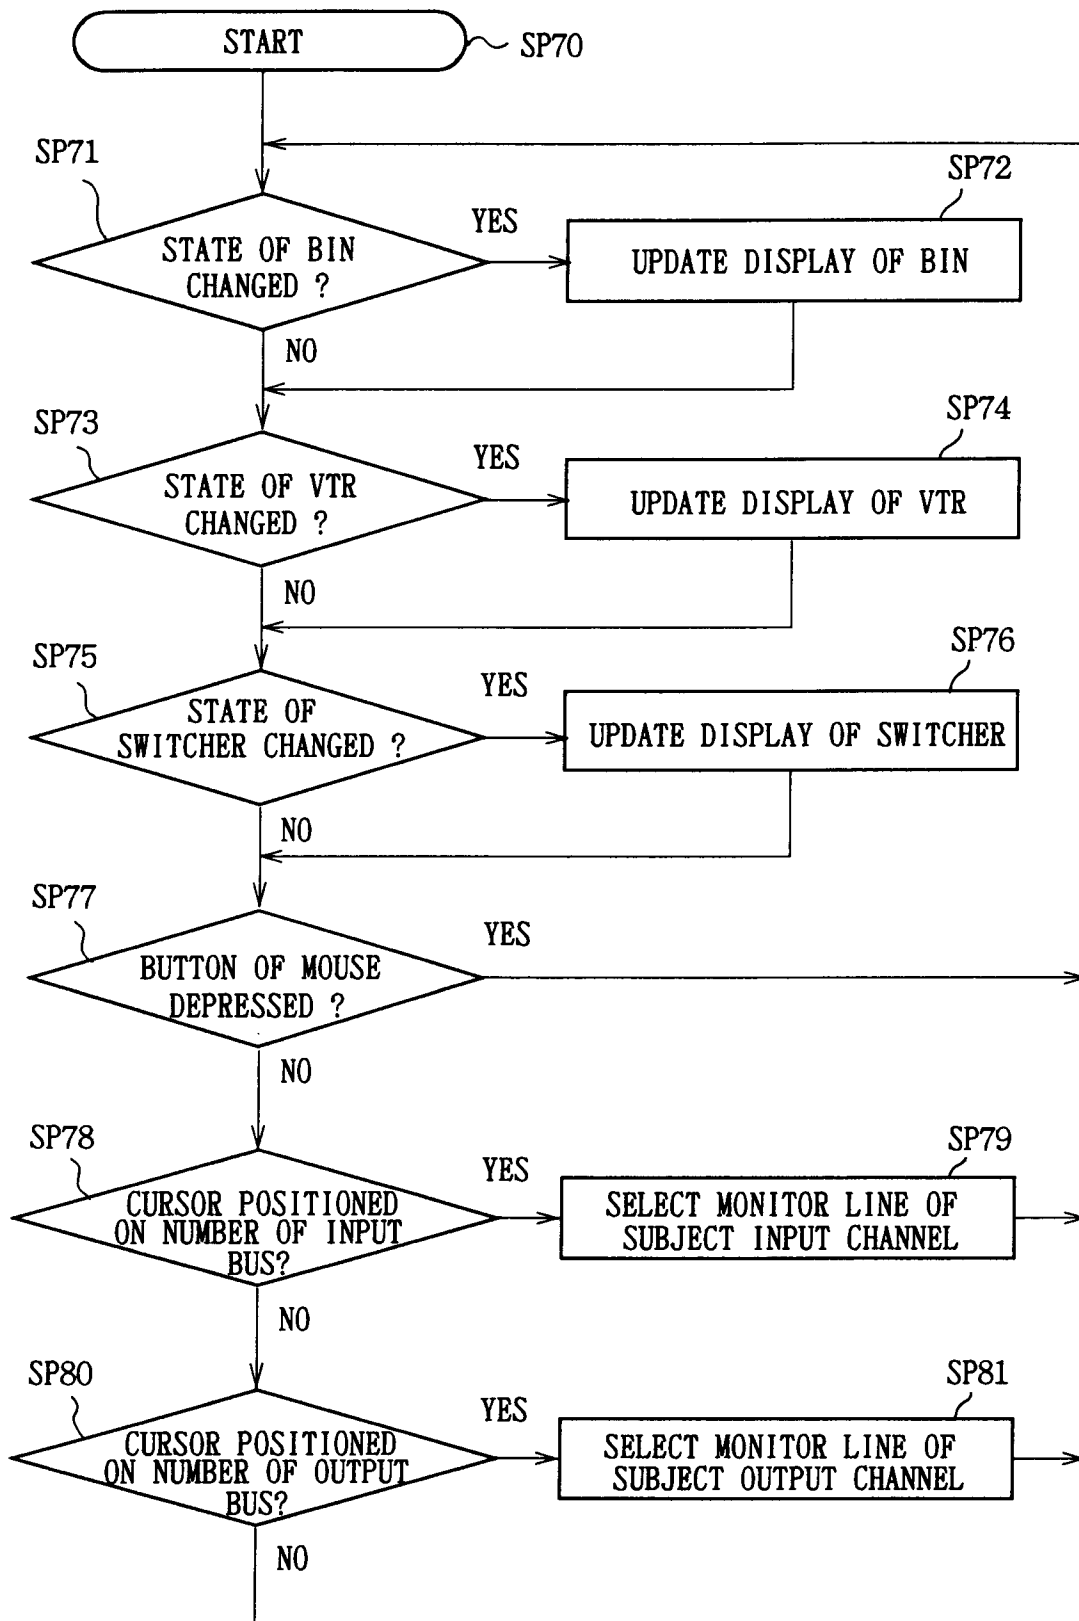 START
SP70
SP71
SP72
STATE OF BIN
CHANGED ?
YES
UPDATE DISPLAY OF BIN
NO
SP73
SP74
STATE OF VTR
CHANGED ?
YES
UPDATE DISPLAY OF VTR
NO
SP75
SP76
STATE OF
SWITCHER CHANGED ?
YES
UPDATE DISPLAY OF SWITCHER
NO
SP77
BUTTON OF MOUSE
DEPRESSED ?
YES
NO
SP78
SP79
CURSOR POSITIONED
ON NUMBER OF INPUT
BUS?
YES
SELECT MONITOR LINE OF
SUBJECT INPUT CHANNEL
NO
SP80
SP81
CURSOR POSITIONED
ON NUMBER OF OUTPUT
BUS?
YES
SELECT MONITOR LINE OF
SUBJECT OUTPUT CHANNEL
NO